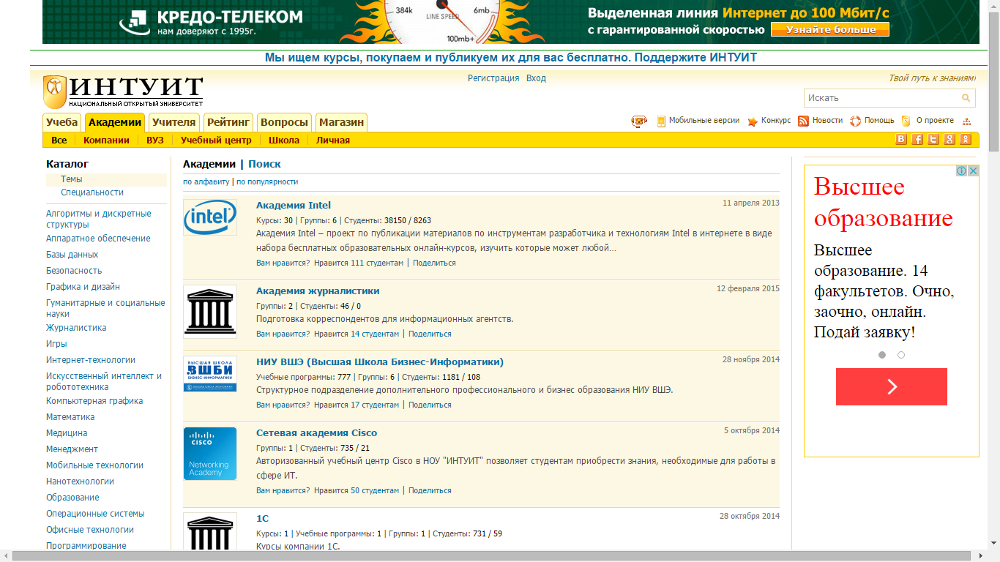 КРЕДО-ТЕЛЕКОМ
нам доверяют с 1995г.
384k
LINE SPEED
6mb
100mb+
Выделенная линия Интернет до 100 Мбит/с
с гарантированной скоростью Узнайте больше
Мы ищем курсы, покупаем и публикуем их для вас бесплатно. Поддержите ИНТУИТ
ИНТУИТ
НАЦИОНАЛЬНЫЙ ОТКРЫТЫЙ УНИВЕРСИТЕТ
Регистрация Вход
Твой путь к знаниям!
Искать
Учеба Академии Учителя Рейтинг Вопросы Магазин
Мобильные версии Конкурс Новости Помощь О проекте
Все Компании ВУЗ Учебный центр Школа Личная
Каталог
Темы
Специальности
Алгоритмы и дискретные
структуры
Аппаратное обеспечение
Базы данных
Безопасность
Графика и дизайн
Гуманитарные и социальные
науки
Журналистика
Игры
Интернет-технологии
Искусственный интеллект и
робототехника
Компьютерная графика
Математика
Медицина
Менеджмент
Мобильные технологии
Нанотехнологии
Образование
Операционные системы
Офисные технологии
Программирование
Академии | Поиск
по алфавиту | по популярности
intel
Академия Intel
11 апреля 2013
Курсы: 30 | Группы: 6 | Студенты: 38150 / 8263
Академия Intel – проект по публикации материалов по инструментам разработчика и технологиям Intel в интернете в виде
набора бесплатных образовательных онлайн-курсов, изучить которые может любой...
Вам нравится? Нравится 111 студентам | Поделиться
Академия журналистики
12 февраля 2015
Группы: 2 | Студенты: 46 / 0
Подготовка корреспондентов для информационных агентств.
Вам нравится? Нравится 14 студентам | Поделиться
ВЫСШАЯ ШКОЛА
ВШБИ
БИЗНЕС-ИНФОРМАТИКИ
НИУ ВШЭ (Высшая Школа Бизнес-Информатики)
28 ноября 2014
Учебные программы: 777 | Группы: 6 | Студенты: 1181 / 108
Структурное подразделение дополнительного профессионального и бизнес образования НИУ ВШЭ.
Вам нравится? Нравится 17 студентам | Поделиться
CISCO
Networking
Academy
Сетевая академия Cisco
5 октября 2014
Группы: 1 | Студенты: 735 / 21
Авторизованный учебный центр Cisco в НОУ "ИНТУИТ" позволяет студентам приобрести знания, необходимые для работы в
сфере ИТ.
Вам нравится? Нравится 50 студентам | Поделиться
1С
28 октября 2014
Курсы: 1 | Учебные программы: 1 | Группы: 1 | Студенты: 731 / 59
Курсы компании 1С.
Высшее
образование
Высшее
образование. 14
факультетов. Очно,
заочно, онлайн.
Подай заявку!